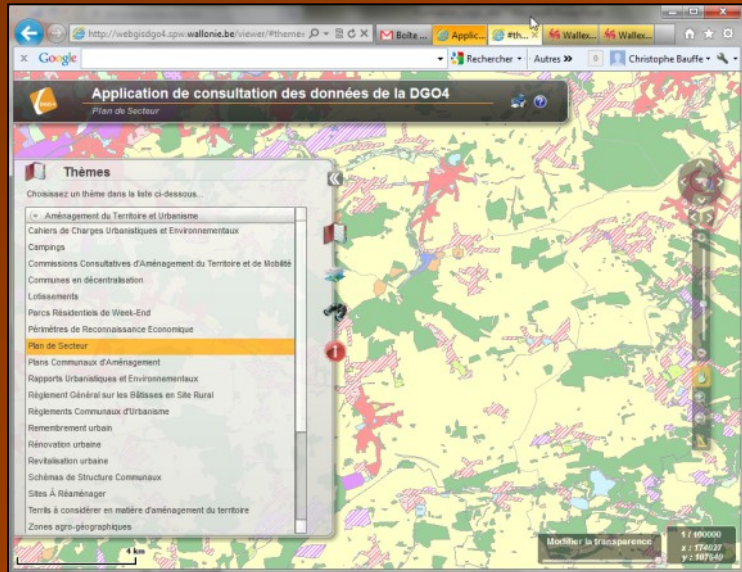 http://webgisdgo4.spw.wallonie.be/viewer/#theme
Boîte ...
Applic...
#th...
Wallex...
Wallex...
x Google
Rechercher
Autres »
0
Christophe Bauffe
DGO4
Application de consultation des données de la DGO4
Plan de Secteur
Thèmes
Choisissez un thème dans la liste ci-dessous...
Aménagement du Territoire et Urbanisme
Cahiers de Charges Urbanistiques et Environnementaux
Campings
Commissions Consultatives d'Aménagement du Territoire et de Mobilité
Communes en décentralisation
Lotissements
Parcs Résidentiels de Week-End
Périmètres de Reconnaissance Economique
Plan de Secteur
Plans Communaux d'Aménagement
Rapports Urbanistiques et Environnementaux
Règlement Général sur les Bâtisses en Site Rural
Règlements Communaux d'Urbanisme
Remembrement urbain
Rénovation urbaine
Revitalisation urbaine
Schémas de Structure Communaux
Sites À Réaménager
Terrils à considérer en matière d'aménagement du territoire
Zones agro-géographiques
4 km
Modifier la transparence
1 / 100000
x : 174027
y : 107640